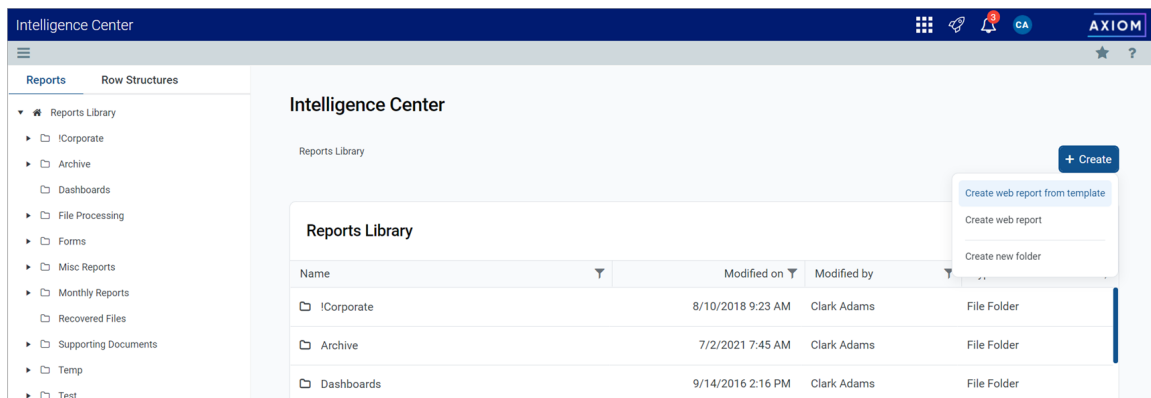 Intelligence Center
3
CA
AXIOM
?
Reports Row Structures
Reports Library
!Corporate
Archive
Dashboards
File Processing
Forms
Misc Reports
Monthly Reports
Recovered Files
Supporting Documents
Temp
Test
Intelligence Center
Reports Library
+ Create
Create web report from template
Create web report
Create new folder
Reports Library
Name Modified on Modified by
!Corporate 8/10/2018 9:23 AM Clark Adams File Folder
Archive 7/2/2021 7:45 AM Clark Adams File Folder
Dashboards 9/14/2016 2:16 PM Clark Adams File Folder